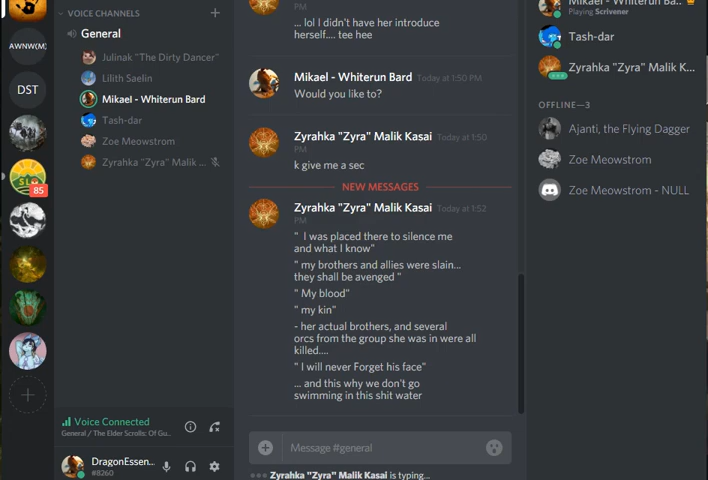 AWNW(M)
DST
85
VOICE CHANNELS
General
Julinak "The Dirty Dancer"
Lilith Saelin
Mikael - Whiterun Bard
Tash-dar
Zoe Meowstrom
Zyrahka "Zyra" Malik ...
Voice Connected
General / The Elder Scrolls: Of Gu...
DragonEssen...
#8260
PM
... lol I didn't have her introduce
herself.... tee hee
Mikael - Whiterun Bard Today at 1:50 PM
Would you like to?
Zyrahka "Zyra" Malik Kasai Today at 1:50
PM
k give me a sec
NEW MESSAGES
Zyrahka "Zyra" Malik Kasai Today at 1:52
PM
" I was placed there to silence me
and what I know"
" my brothers and allies were slain...
they shall be avenged "
" My blood"
" my kin"
- her actual brothers, and several
orcs from the group she was in were all
killed....
" I will never Forget his face"
... and this why we don't go
swimming in this shit water
Message #general
Zyrahka "Zyra" Malik Kasai is typing...
Mikael - Whiterun Ba...
Playing Scrivener
Tash-dar
Zyrahka "Zyra" Malik K...
OFFLINE—3
Ajanti, the Flying Dagger
Zoe Meowstrom
Zoe Meowstrom - NULL